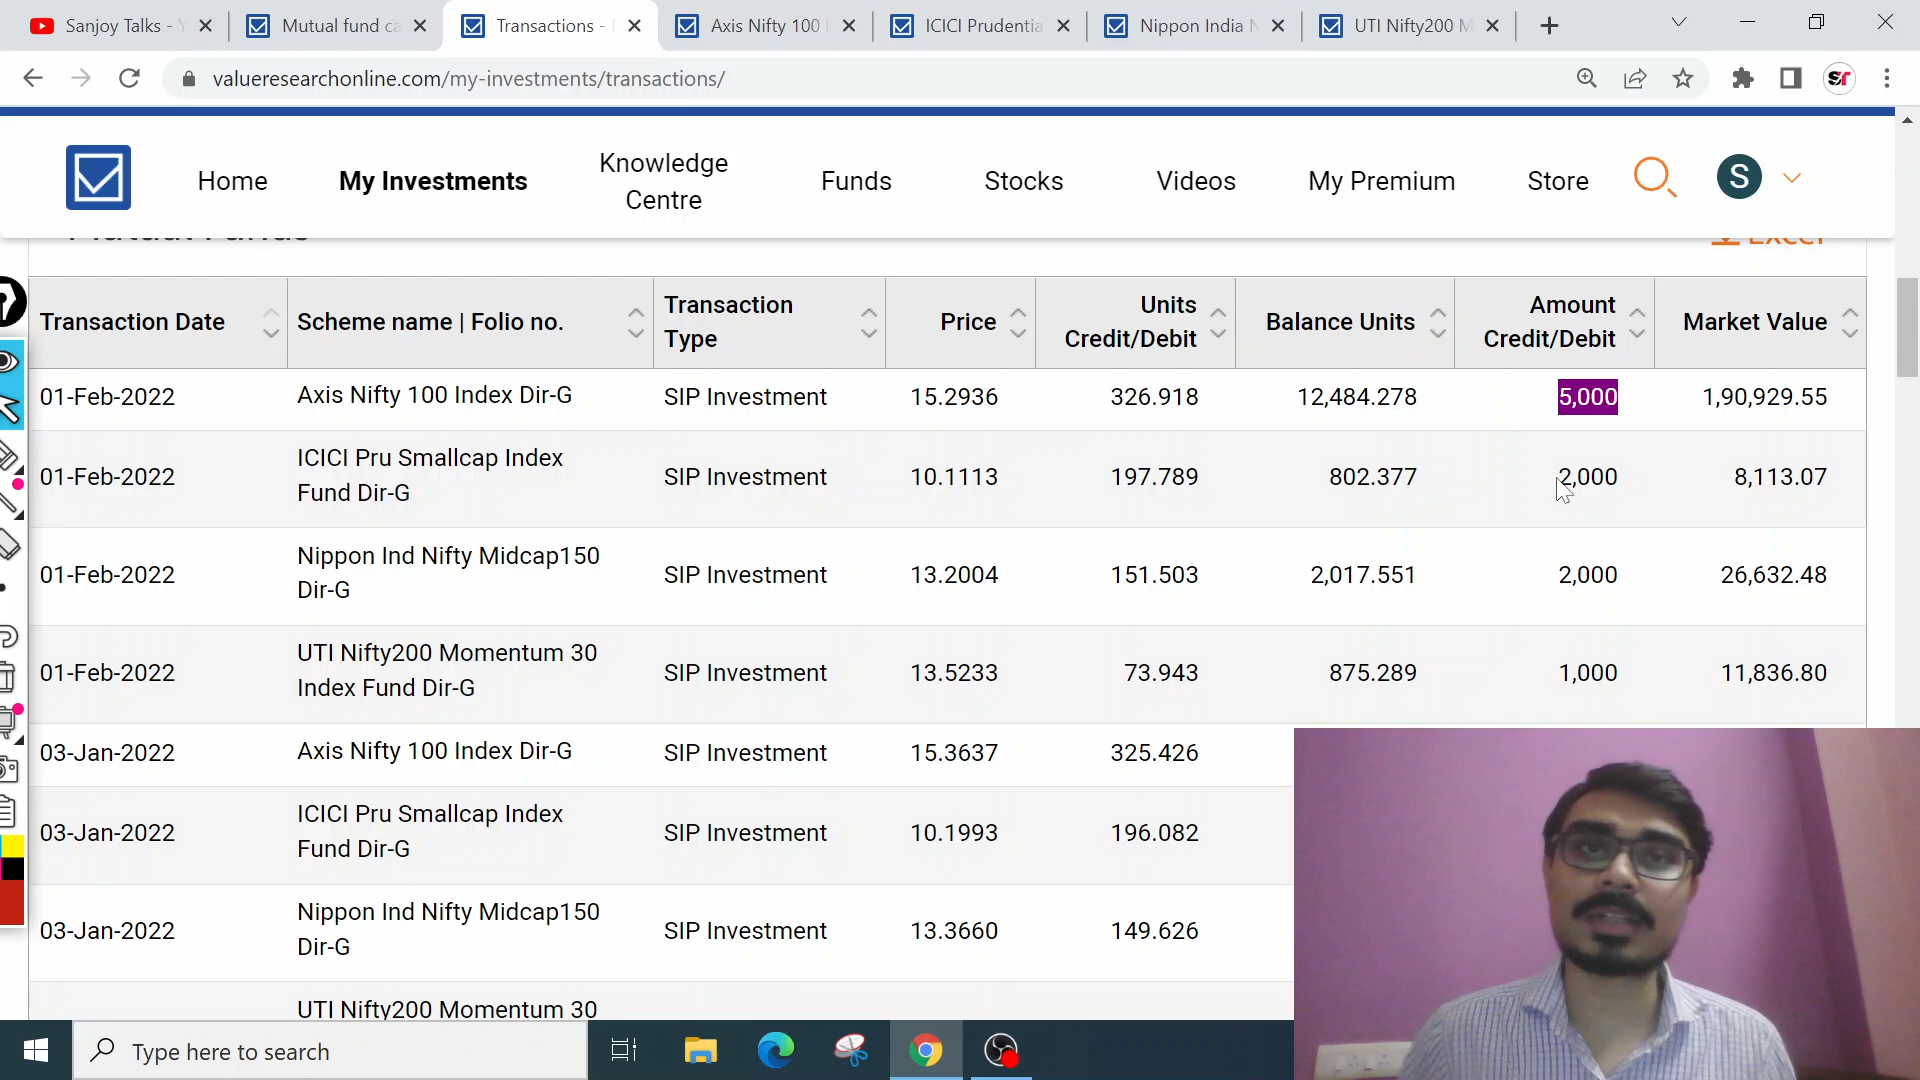 Sanjoy Talks - Y
Mutual fund ca
Transactions -
Axis Nifty 100
ICICI Prudentia
Nippon India N
UTI Nifty200 M
valueresearchonline.com/my-investments/transactions/
Home
My Investments
Knowledge
Centre
Funds
Stocks
Videos
My Premium
Store
S
Mutual Funds
Excel
Transaction Date
Scheme name | Folio no.
Transaction
Type
Price
Units
Credit/Debit
Balance Units
Amount
Credit/Debit
Market Value
01-Feb-2022 Axis Nifty 100 Index Dir-G SIP Investment 15.2936 326.918 12,484.278 5,000 1,90,929.55
ICICI Pru Smallcap Index
01-Feb-2022 SIP Investment 10.1113 197.789 802.377 2,000 8,113.07
Fund Dir-G
Nippon Ind Nifty Midcap150
01-Feb-2022 SIP Investment 13.2004 151.503 2,017.551 2,000 26,632.48
Dir-G
UTI Nifty200 Momentum 30
01-Feb-2022 SIP Investment 13.5233 73.943 875.289 1,000 11,836.80
Index Fund Dir-G
03-Jan-2022 Axis Nifty 100 Index Dir-G SIP Investment 15.3637 325.426
ICICI Pru Smallcap Index
03-Jan-2022 SIP Investment 10.1993 196.082
Fund Dir-G
Nippon Ind Nifty Midcap150
03-Jan-2022 SIP Investment 13.3660 149.626
Dir-G
UTI Nifty200 Momentum 30
Type here to search